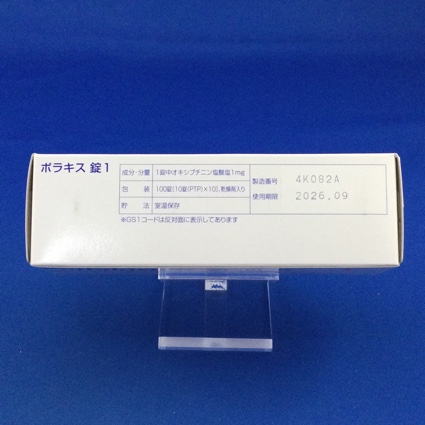 ポラキス 錠1
成分・分量 1錠中オキシブチニン塩酸塩1mg
包装 100錠[10錠(PTP)×10]、乾燥剤入り
貯法 室温保存
※GS1コードは反対面に表示してあります
製造番号 4K082A
使用期限 2026.09